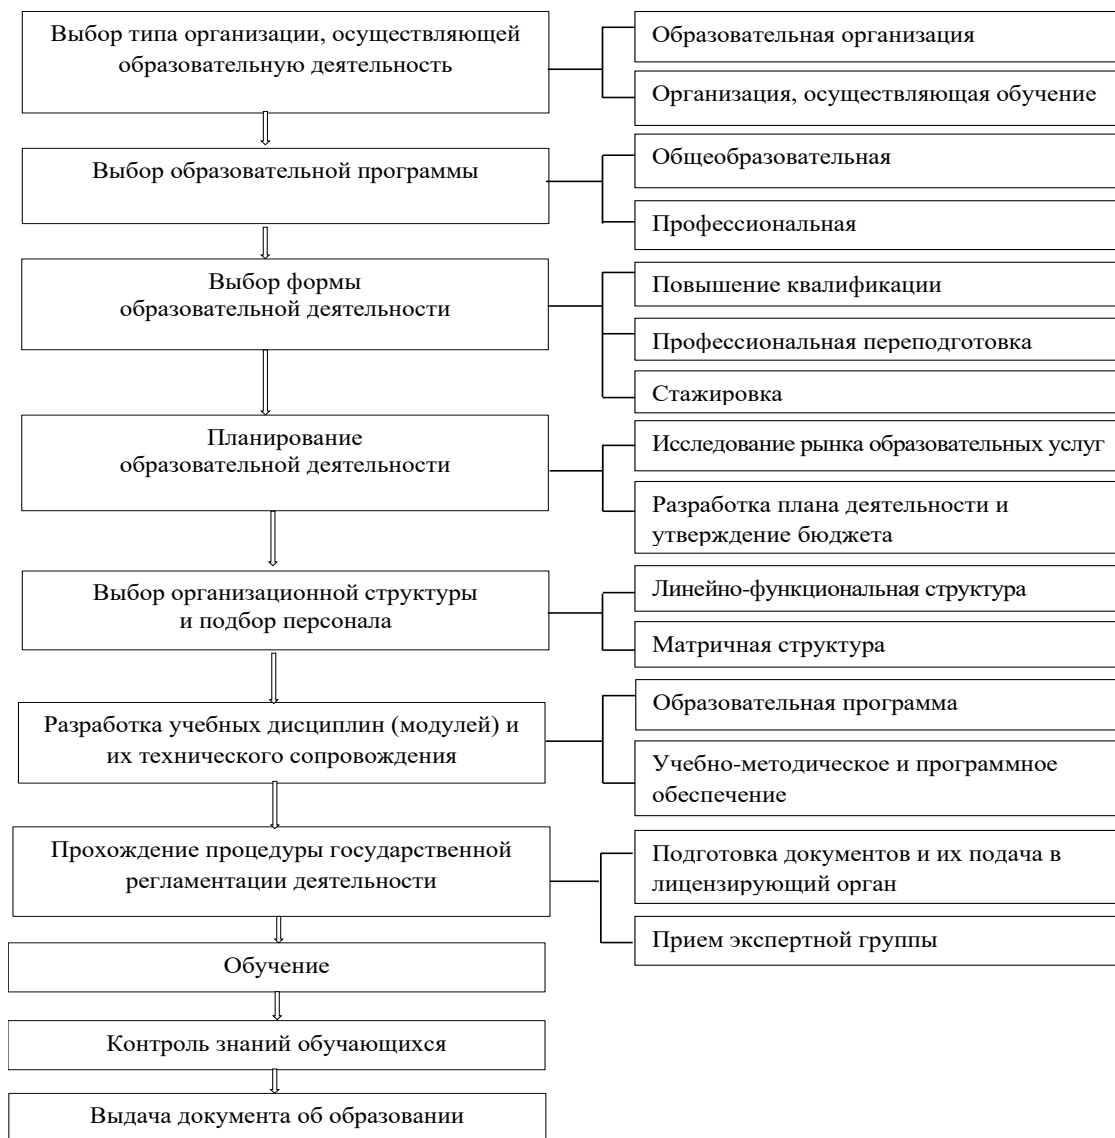 Выбор типа организации, осуществляющей
образовательную деятельность
Образовательная организация
Организация, осуществляющая обучение
Выбор образовательной программы
Общеобразовательная
Профессиональная
Выбор формы
образовательной деятельности
Повышение квалификации
Профессиональная переподготовка
Стажировка
Планирование
образовательной деятельности
Исследование рынка образовательных услуг
Разработка плана деятельности и
утверждение бюджета
Выбор организационной структуры
и подбор персонала
Линейно-функциональная структура
Матричная структура
Разработка учебных дисциплин (модулей) и
их технического сопровождения
Образовательная программа
Учебно-методическое и программное
обеспечение
Прохождение процедуры государственной
регламентации деятельности
Подготовка документов и их подача в
лицензирующий орган
Прием экспертной группы
Обучение
Контроль знаний обучающихся
Выдача документа об образовании